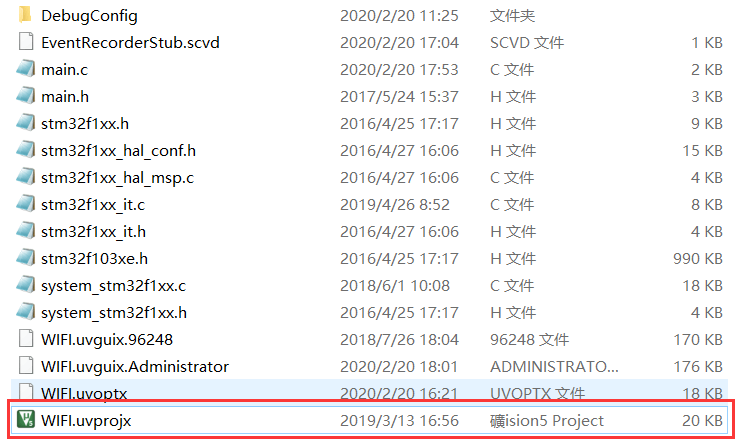 DebugConfig 2020/2/20 11:25 文件夹
EventRecorderStub.scvd 2020/2/20 17:04 SCVD 文件 1 KB
main.c 2020/2/20 17:53 C 文件 2 KB
main.h 2017/5/24 15:37 H 文件 3 KB
stm32f1xx.h 2016/4/25 17:17 H 文件 9 KB
stm32f1xx_hal_conf.h 2016/4/27 16:06 H 文件 15 KB
stm32f1xx_hal_msp.c 2016/4/27 16:06 C 文件 4 KB
stm32f1xx_it.c 2019/4/26 8:52 C 文件 8 KB
stm32f1xx_it.h 2016/4/27 16:06 H 文件 4 KB
stm32f103xe.h 2016/4/25 17:17 H 文件 990 KB
system_stm32f1xx.c 2018/6/1 10:08 C 文件 18 KB
system_stm32f1xx.h 2016/4/25 17:17 H 文件 4 KB
WIFI.uvguix.96248 2018/7/26 18:04 96248 文件 170 KB
WIFI.uvguix.Administrator 2020/2/20 18:01 ADMINISTRATO... 176 KB
WIFI.uvoptx 2020/2/20 16:21 UVOPTX 文件 18 KB
WIFI.uvprojx 2019/3/13 16:56 礦ision5 Project 20 KB